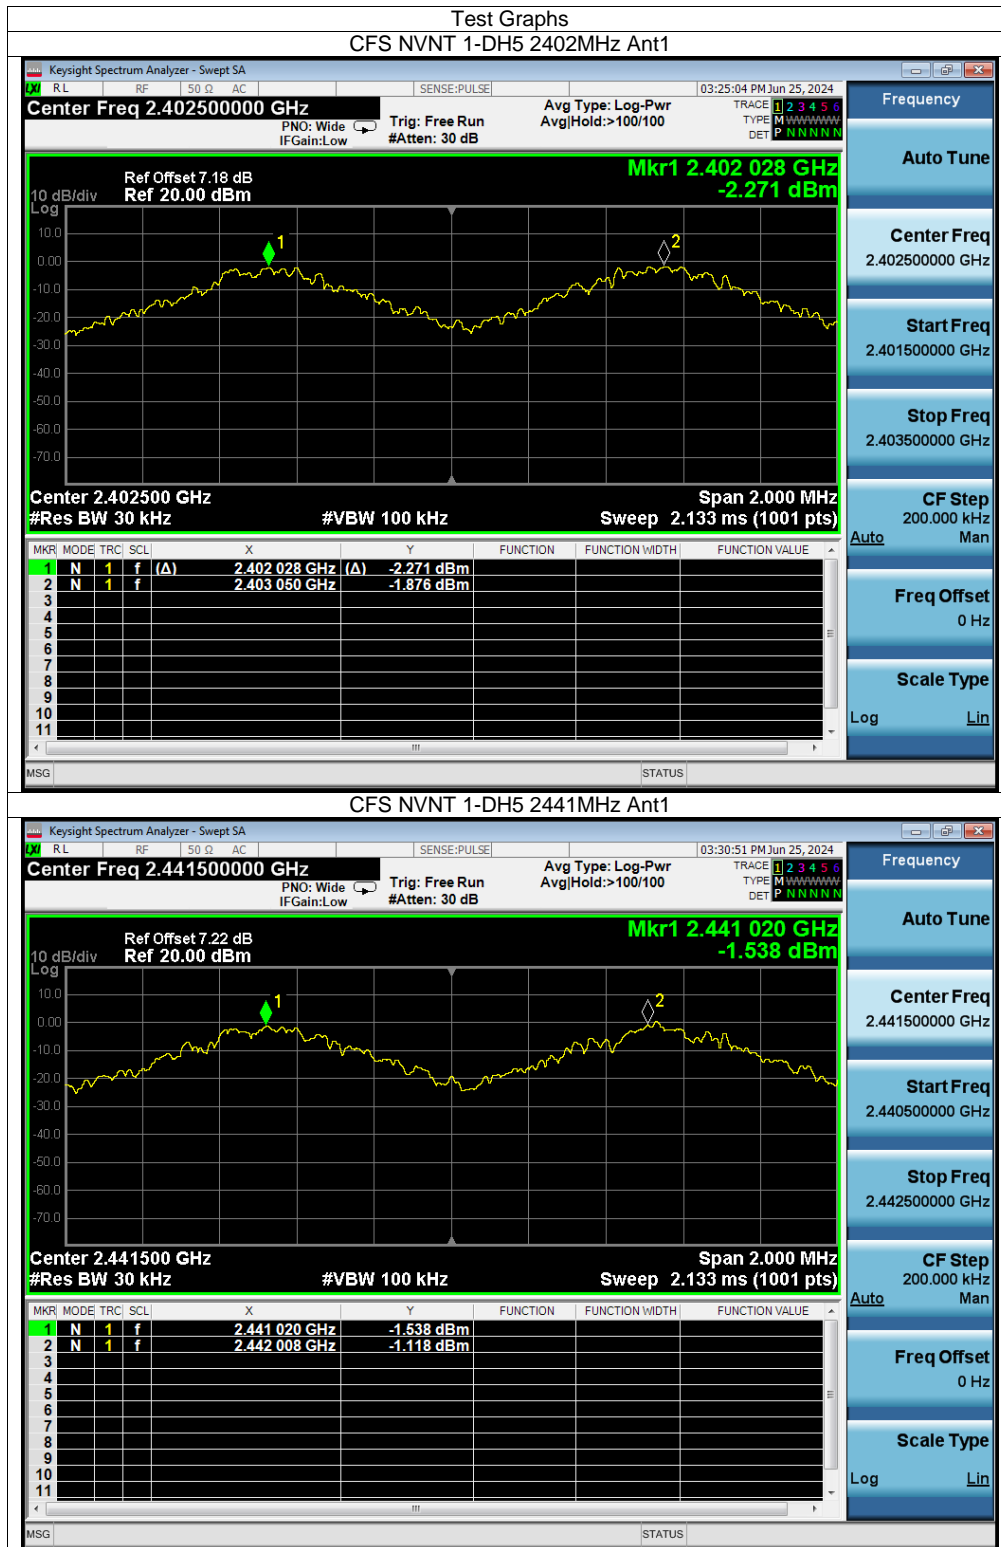 Test Graphs
CFS NVNT 1-DH5 2402MHz Ant1
Keysight Spectrum Analyzer - Swept SA
LXI RL RF 50 Ω AC SENSE:PULSE 03:25:04 PM Jun 25, 2024
Center Freq 2.402500000 GHz Avg Type: Log-Pwr TRACE 1 2 3 4 5 6
PNO: Wide Trig: Free Run Avg|Hold:>100/100 TYPE M W W W W W
IFGain:Low #Atten: 30 dB DET P N N N N N
Frequency
Auto Tune
Mkr1 2.402 028 GHz
-2.271 dBm
Ref Offset 7.18 dB
10 dB/div Ref 20.00 dBm
Log
10.0
0.00
-10.0
-20.0
-30.0
-40.0
-50.0
-60.0
-70.0
1
2
Center 2.402500 GHz Span 2.000 MHz
#Res BW 30 kHz #VBW 100 kHz Sweep 2.133 ms (1001 pts)
Center Freq
2.402500000 GHz
Start Freq
2.401500000 GHz
Stop Freq
2.403500000 GHz
CF Step
200.000 kHz
Auto Man
Freq Offset
0 Hz
Scale Type
Log Lin
MKR MODE TRC SCL X Y FUNCTION FUNCTION WIDTH FUNCTION VALUE
1 N 1 f (Δ) 2.402 028 GHz (Δ) -2.271 dBm
2 N 1 f 2.403 050 GHz -1.876 dBm
3
4
5
6
7
8
9
10
11
MSG STATUS
CFS NVNT 1-DH5 2441MHz Ant1
Keysight Spectrum Analyzer - Swept SA
LXI RL RF 50 Ω AC SENSE:PULSE 03:30:51 PM Jun 25, 2024
Center Freq 2.441500000 GHz Avg Type: Log-Pwr TRACE 1 2 3 4 5 6
PNO: Wide Trig: Free Run Avg|Hold:>100/100 TYPE M W W W W W
IFGain:Low #Atten: 30 dB DET P N N N N N
Frequency
Auto Tune
Mkr1 2.441 020 GHz
-1.538 dBm
Ref Offset 7.22 dB
10 dB/div Ref 20.00 dBm
Log
10.0
0.00
-10.0
-20.0
-30.0
-40.0
-50.0
-60.0
-70.0
1
2
Center 2.441500 GHz Span 2.000 MHz
#Res BW 30 kHz #VBW 100 kHz Sweep 2.133 ms (1001 pts)
Center Freq
2.441500000 GHz
Start Freq
2.440500000 GHz
Stop Freq
2.442500000 GHz
CF Step
200.000 kHz
Auto Man
Freq Offset
0 Hz
Scale Type
Log Lin
MKR MODE TRC SCL X Y FUNCTION FUNCTION WIDTH FUNCTION VALUE
1 N 1 f 2.441 020 GHz -1.538 dBm
2 N 1 f 2.442 008 GHz -1.118 dBm
3
4
5
6
7
8
9
10
11
MSG STATUS